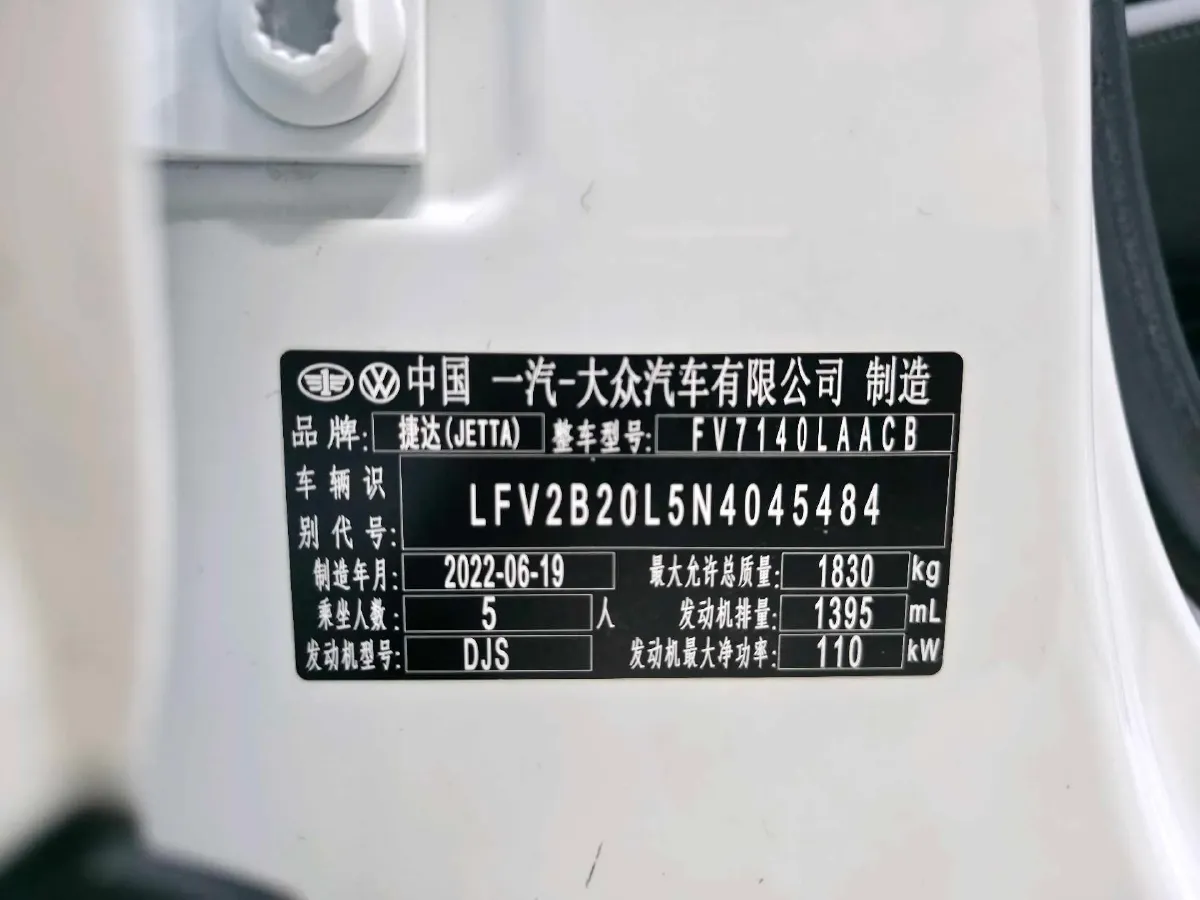 中国 一汽-大众汽车有限公司 制造
品牌: 捷达(JETTA) 整车型号: FV7140LAACB
车辆识别代号: LFV2B20L5N4045484
制造年月: 2022-06-19 最大允许总质量: 1830 kg
乘坐人数: 5 人 发动机排量: 1395 mL
发动机型号: DJS 发动机最大净功率: 110 kW